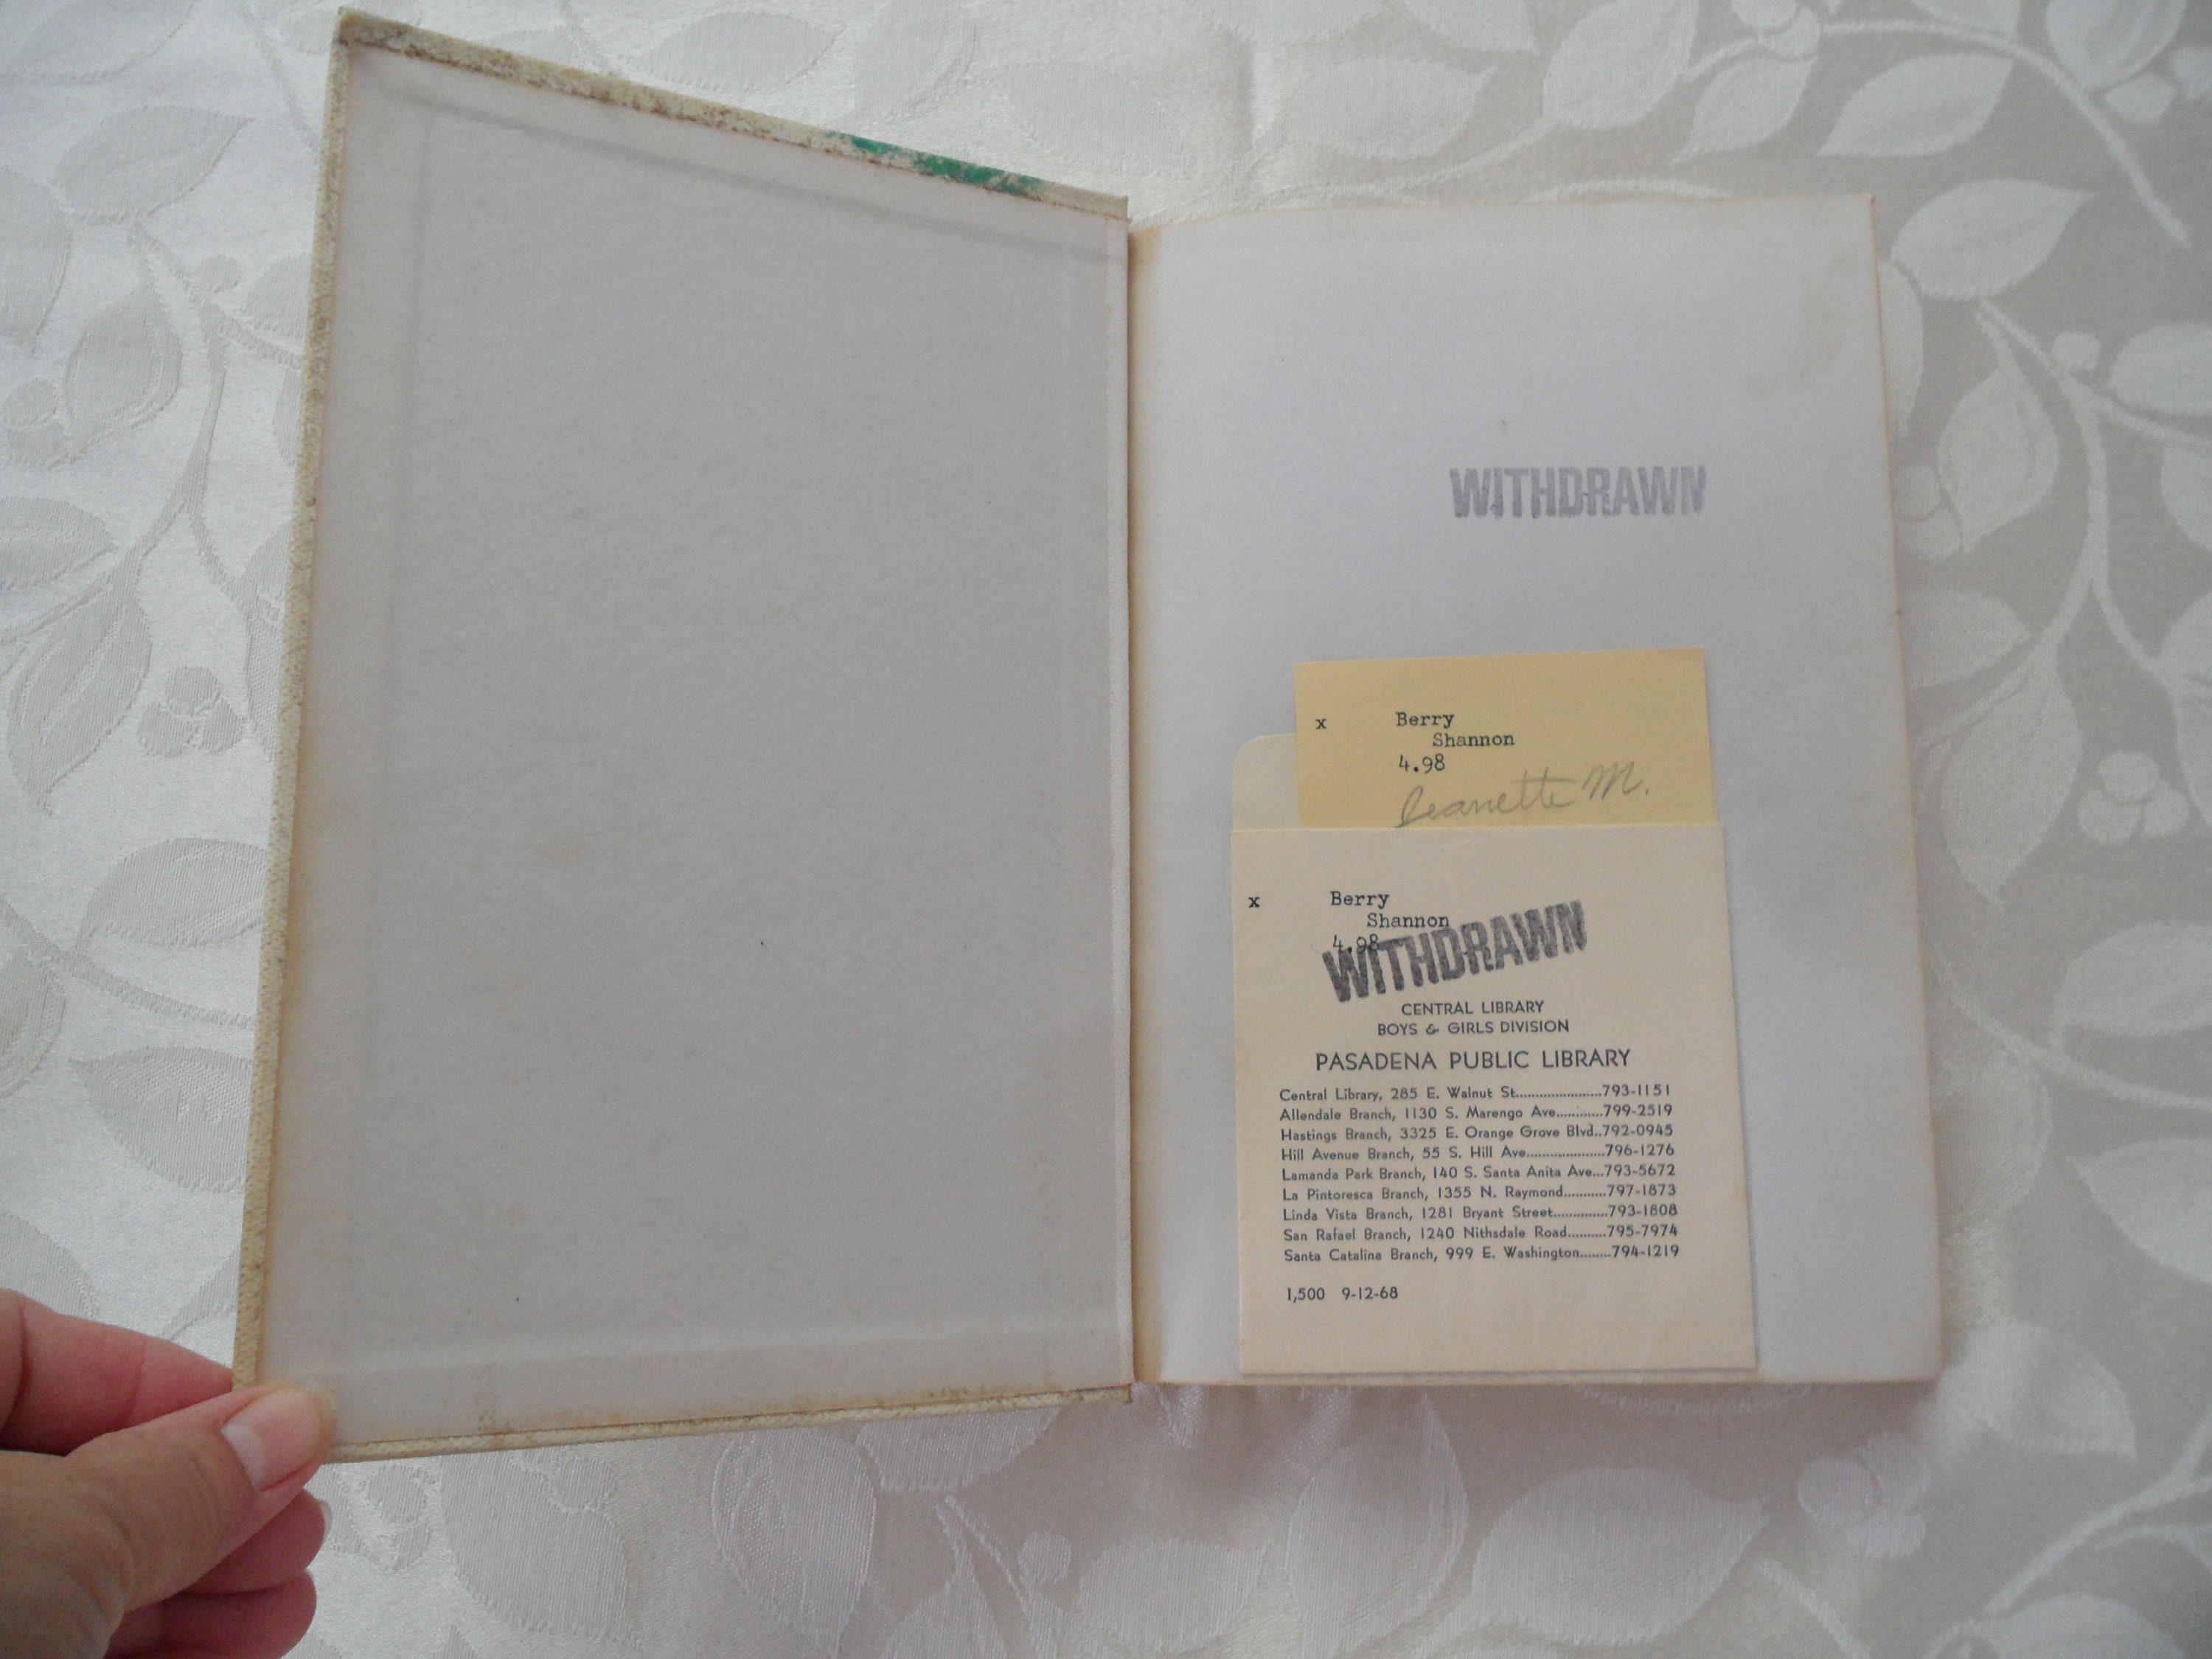 WITHDRAWN
x Berry
Shannon
4.98
Jeanette M.
x Berry
Shannon
4.98
WITHDRAWN
CENTRAL LIBRARY
BOYS & GIRLS DIVISION
PASADENA PUBLIC LIBRARY
Central Library, 285 E. Walnut St......................793-1151
Allendale Branch, 1130 S. Marengo Ave............799-2519
Hastings Branch, 3325 E. Orange Grove Blvd..792-0945
Hill Avenue Branch, 55 S. Hill Ave....................796-1276
Lamanda Park Branch, 140 S. Santa Anita Ave...793-5672
La Pintoresca Branch, 1355 N. Raymond...........797-1873
Linda Vista Branch, 1281 Bryant Street..............793-1808
San Rafael Branch, 1240 Nithsdale Road..........795-7974
Santa Catalina Branch, 999 E. Washington........794-1219
1,500 9-12-68